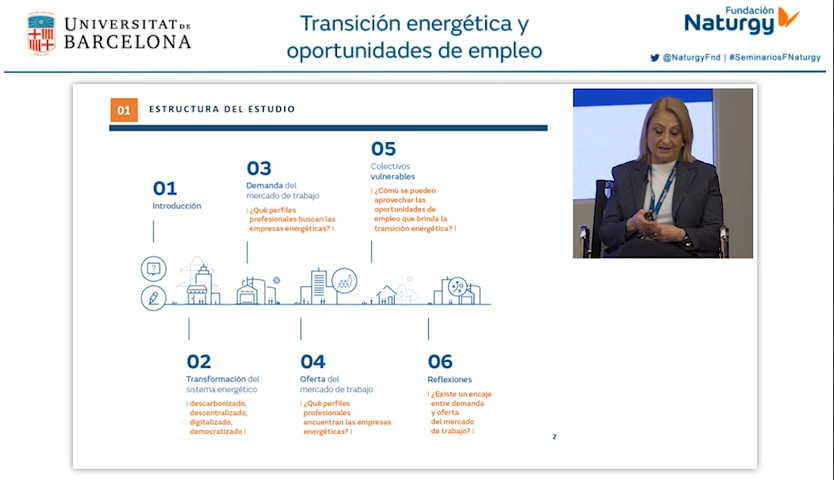 UNIVERSITAT DE
BARCELONA
Transición energética y
oportunidades de empleo
Fundación
Naturgy
@NaturgyFnd | #SeminariosFNaturgy
01
ESTRUCTURA DEL ESTUDIO
01
Introducción
02
Transformación del
sistema energético
| descarbonizado,
descentralizado,
digitalizado,
democratizado |
03
Demanda del
mercado de trabajo
| ¿Qué perfiles
profesionales buscan las
empresas energéticas? |
04
Oferta del
mercado de trabajo
| ¿Qué perfiles
profesionales
encuentran las empresas
energéticas? |
05
Colectivos
vulnerables
| ¿Cómo se pueden
aprovechar las
oportunidades de
empleo que brinda la
transición energética? |
06
Reflexiones
| ¿Existe un encaje
entre demanda
y oferta
del mercado
de trabajo? |
2